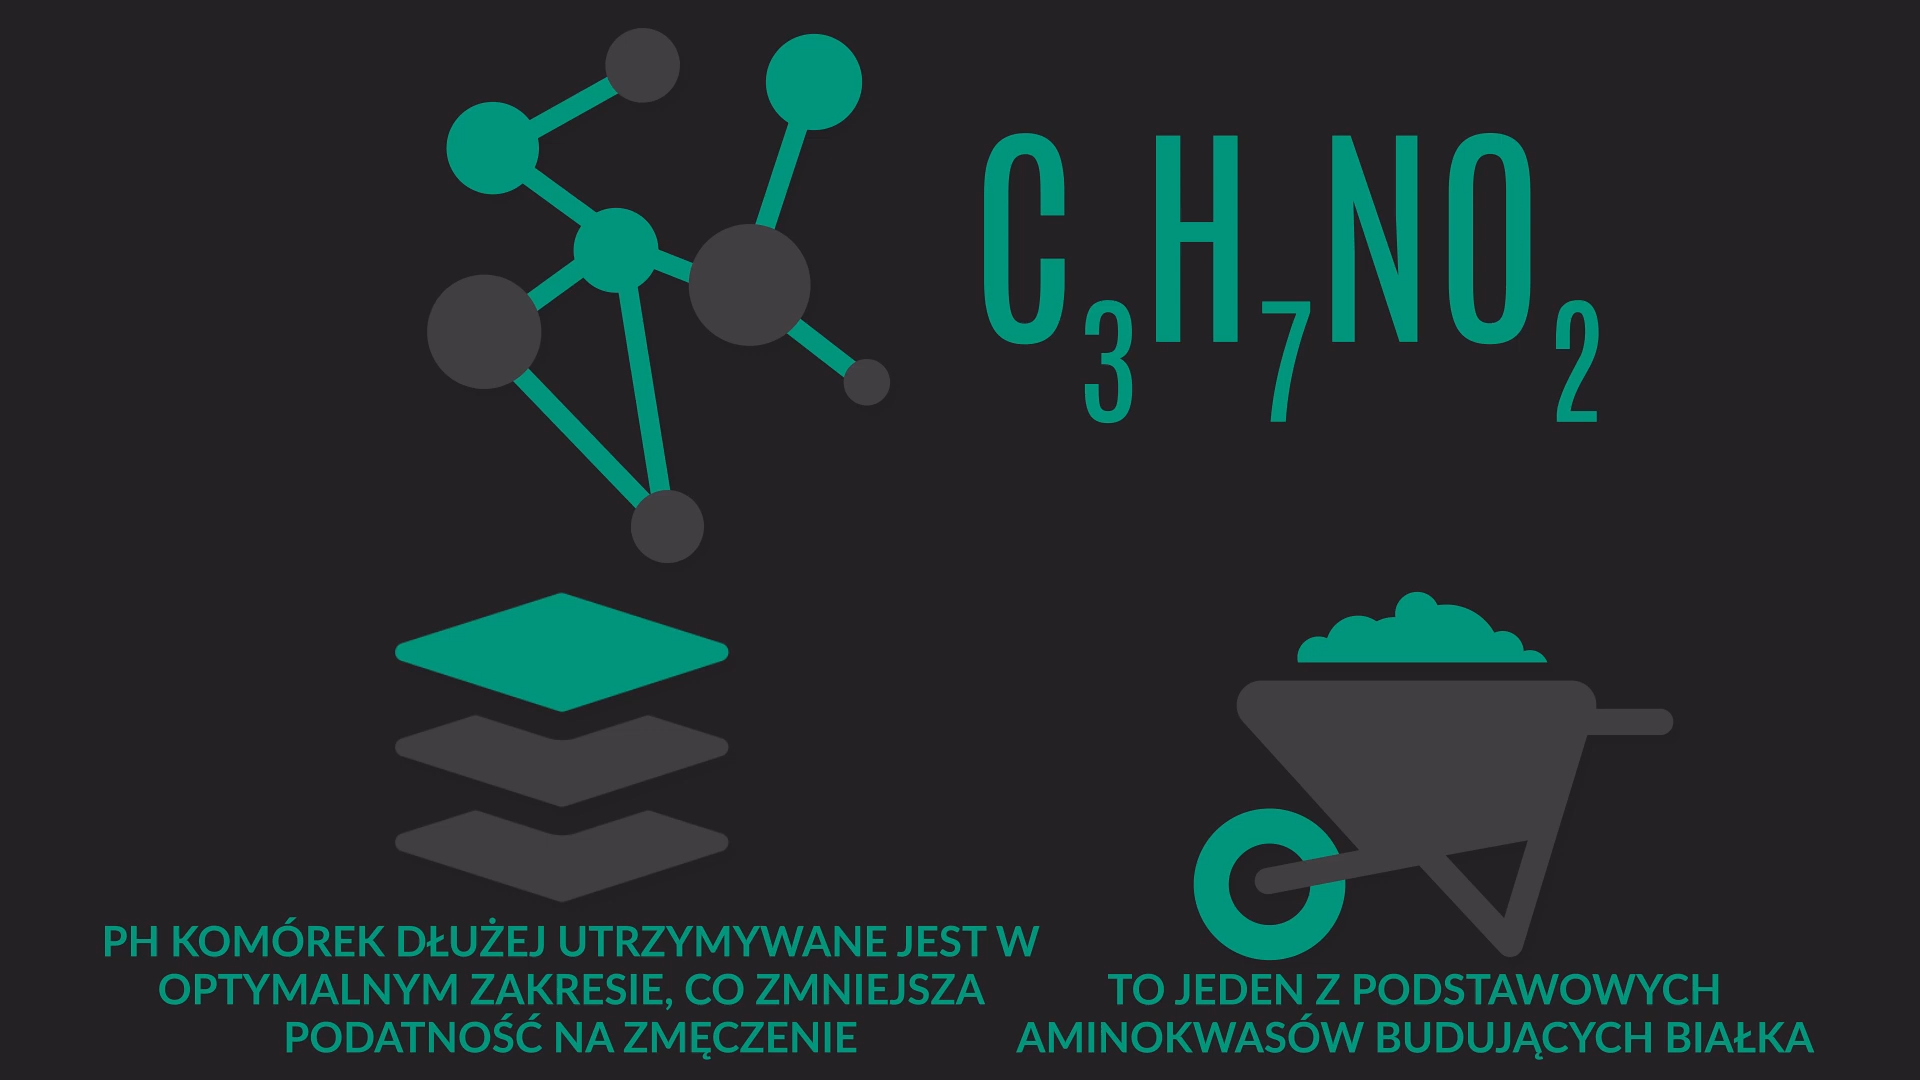 C₃H₇NO₂
PH KOMÓREK DŁUŻEJ UTRZYMYWANE JEST W
OPTYMALNYM ZAKRESIE, CO ZMNIEJSZA
PODATNOŚĆ NA ZMĘCZENIE
TO JEDEN Z PODSTAWOWYCH
AMINOKWASÓW BUDUJĄCYCH BIAŁKA